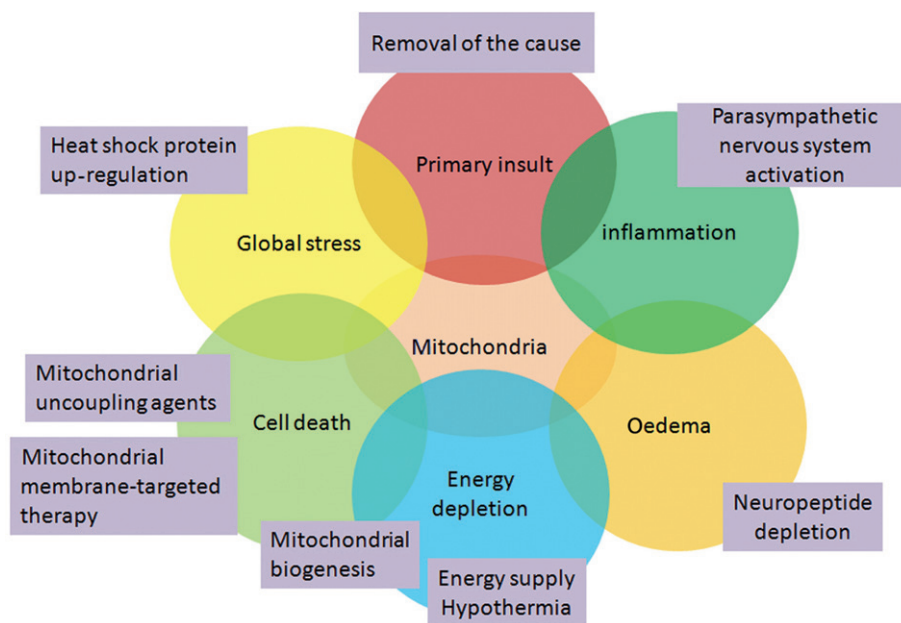 Removal of the cause
Heat shock protein
up-regulation
Parasympathetic
nervous system
activation
Primary insult
Global stress
inflammation
Mitochondria
Mitochondrial
uncoupling agents
Cell death
Oedema
Mitochondrial
membrane-targeted
therapy
Energy
depletion
Neuropeptide
depletion
Mitochondrial
biogenesis
Energy supply
Hypothermia